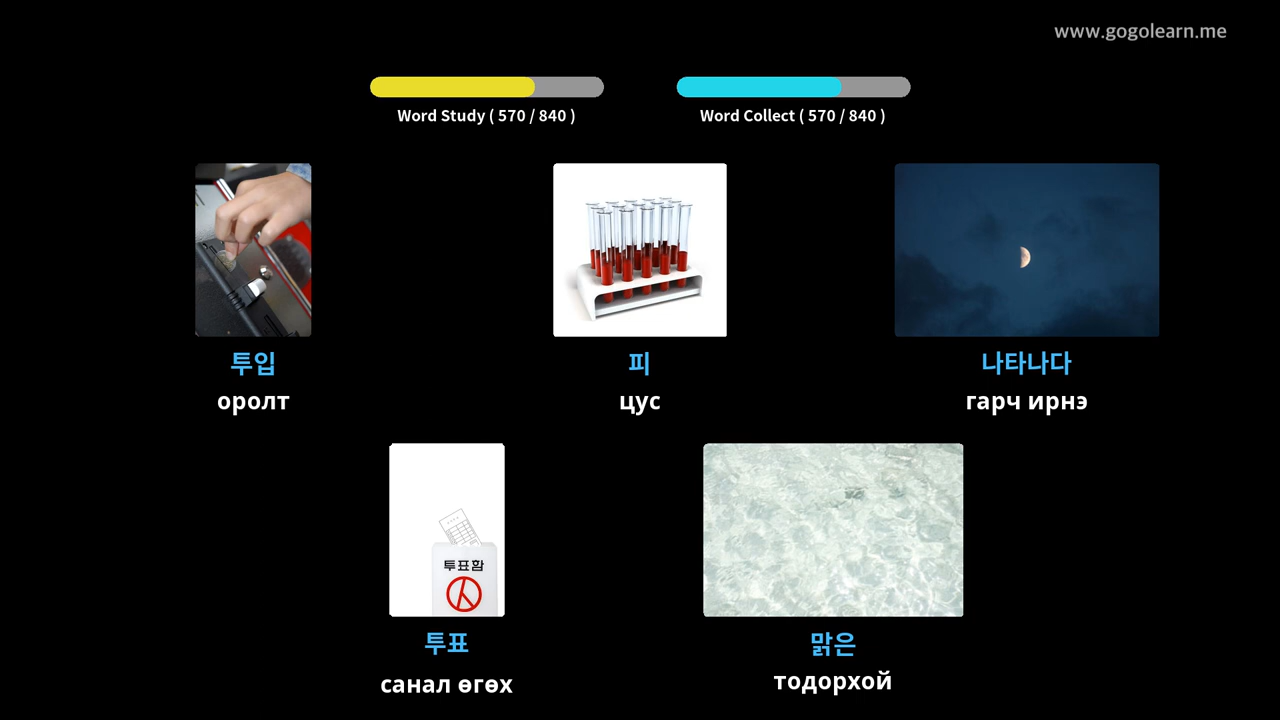 www.gogolearn.me
Word Study ( 570 / 840 )
Word Collect ( 570 / 840 )
투입
피
나타나다
оролт
цус
гарч ирнэ
투표함
투표
맑은
санал өгөх
тодорхой